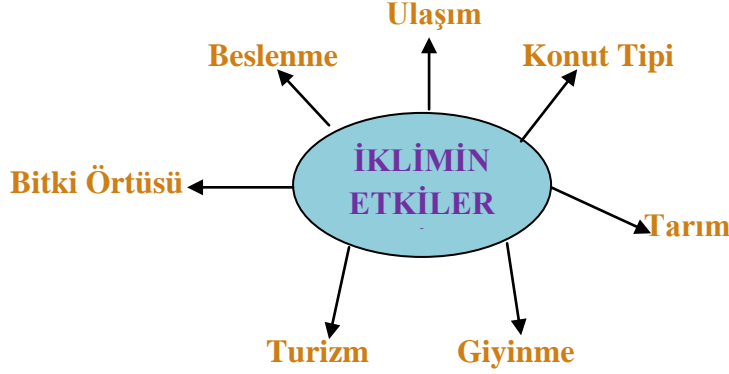 Ulaşım
Beslenme
Konut Tipi
İKLİMİN
ETKİLER
Bitki Örtüsü
Tarım
Turizm
Giyinme